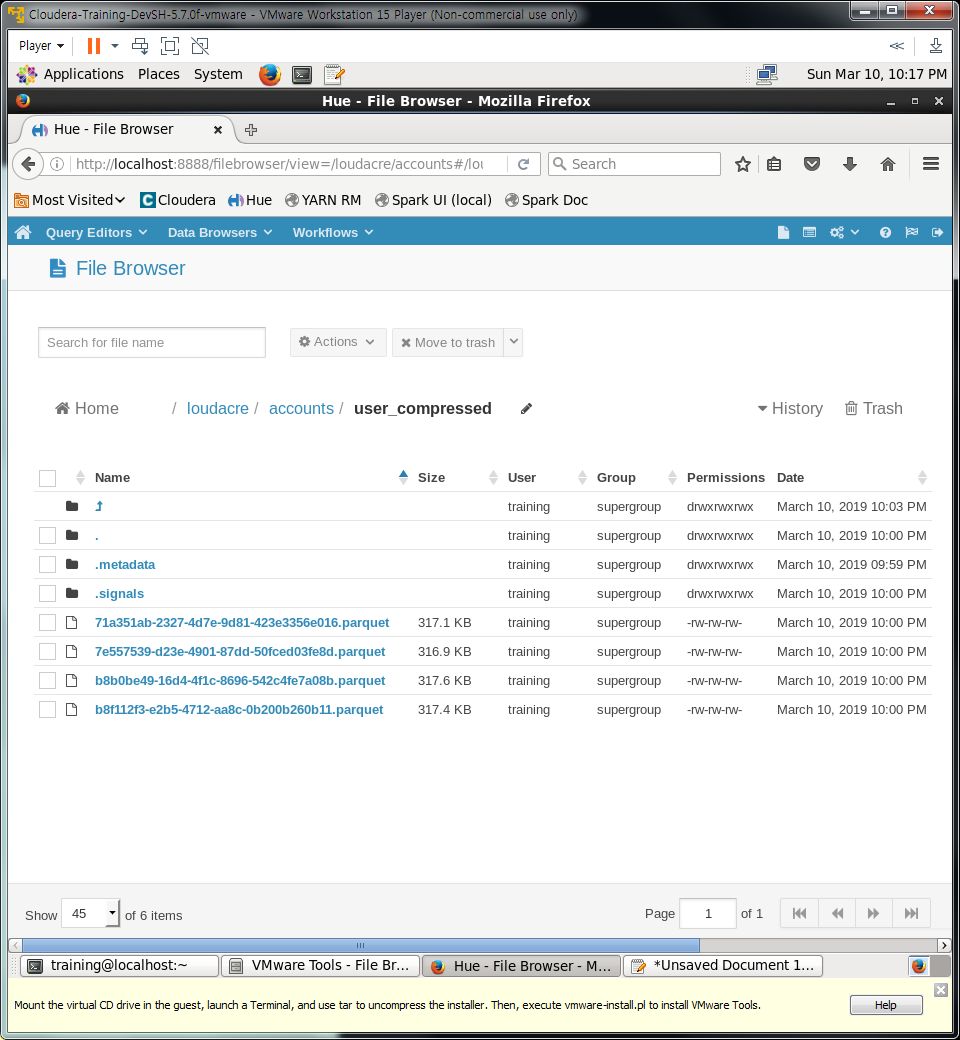 Cloudera-Training-DevSH-5.7.0f-vmware - VMware Workstation 15 Player (Non-commercial use only)
Player
Applications Places System Sun Mar 10, 10:17 PM
Hue - File Browser - Mozilla Firefox
Hue - File Browser
http://localhost:8888/filebrowser/view=/loudacre/accounts#/lou Search
Most Visited Cloudera Hue YARN RM Spark UI (local) Spark Doc
Query Editors Data Browsers Workflows
File Browser
Search for file name Actions Move to trash
Home / loudacre / accounts / user_compressed History Trash
Name Size User Group Permissions Date
training supergroup drwxrwxrwx March 10, 2019 10:03 PM
. training supergroup drwxrwxrwx March 10, 2019 10:00 PM
.metadata training supergroup drwxrwxrwx March 10, 2019 09:59 PM
.signals training supergroup drwxrwxrwx March 10, 2019 10:00 PM
71a351ab-2327-4d7e-9d81-423e3356e016.parquet 317.1 KB training supergroup -rw-rw-rw- March 10, 2019 10:00 PM
7e557539-d23e-4901-87dd-50fced03fe8d.parquet 316.9 KB training supergroup -rw-rw-rw- March 10, 2019 10:00 PM
b8b0be49-16d4-4f1c-8696-542c4fe7a08b.parquet 317.6 KB training supergroup -rw-rw-rw- March 10, 2019 10:00 PM
b8f112f3-e2b5-4712-aa8c-0b200b260b11.parquet 317.4 KB training supergroup -rw-rw-rw- March 10, 2019 10:00 PM
Show 45 of 6 items Page 1 of 1
training@localhost:~ VMware Tools - File Br... Hue - File Browser - M... *Unsaved Document 1...
Mount the virtual CD drive in the guest, launch a Terminal, and use tar to uncompress the installer. Then, execute vmware-install.pl to install VMware Tools. Help